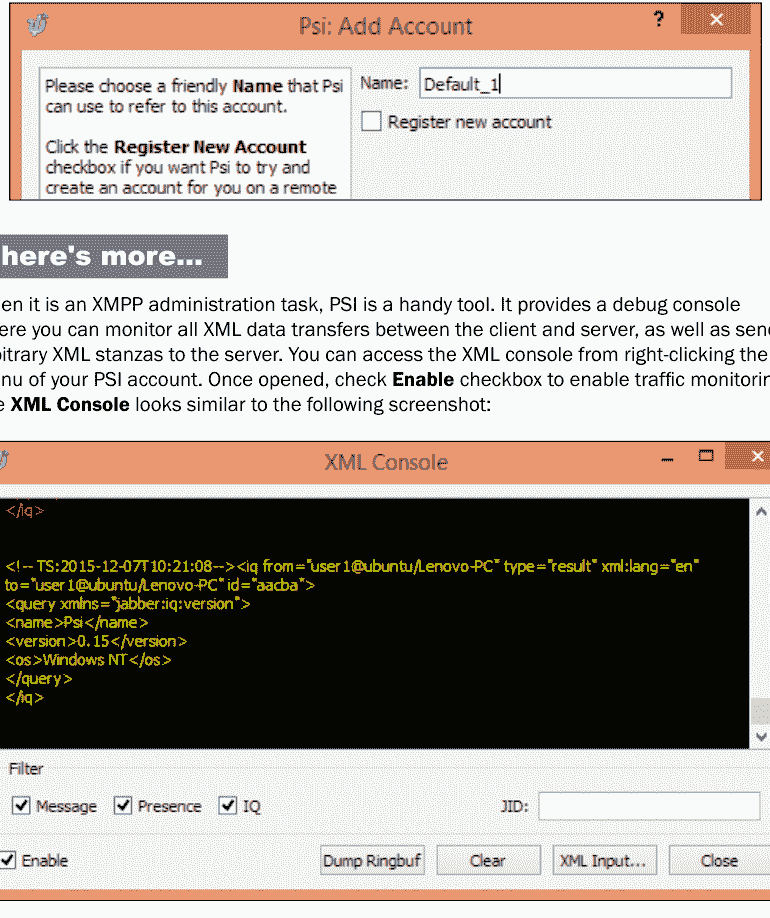 Psi: Add Account
?
Please choose a friendly Name that Psi
can use to refer to this account.
Click the Register New Account
checkbox if you want Psi to try and
create an account for you on a remote
Name: Default_1
Register new account
here's more...
en it is an XMPP administration task, PSI is a handy tool. It provides a debug console
ere you can monitor all XML data transfers between the client and server, as well as sen
bitrary XML stanzas to the server. You can access the XML console from right-clicking the
nu of your PSI account. Once opened, check Enable checkbox to enable traffic monitorin
e XML Console looks similar to the following screenshot:
XML Console
</iq>
<!-- TS:2015-12-07T10:21:08--><iq from="user1@ubuntu/Lenovo-PC" type="result" xml:lang="en"
to="user1@ubuntu/Lenovo-PC" id="aacba">
<query xmlns="jabber:iq:version">
<name>Psi</name>
<version>0.15</version>
<os>Windows NT</os>
</query>
</iq>
Filter
Message Presence IQ JID:
Enable Dump Ringbuf Clear XML Input... Close